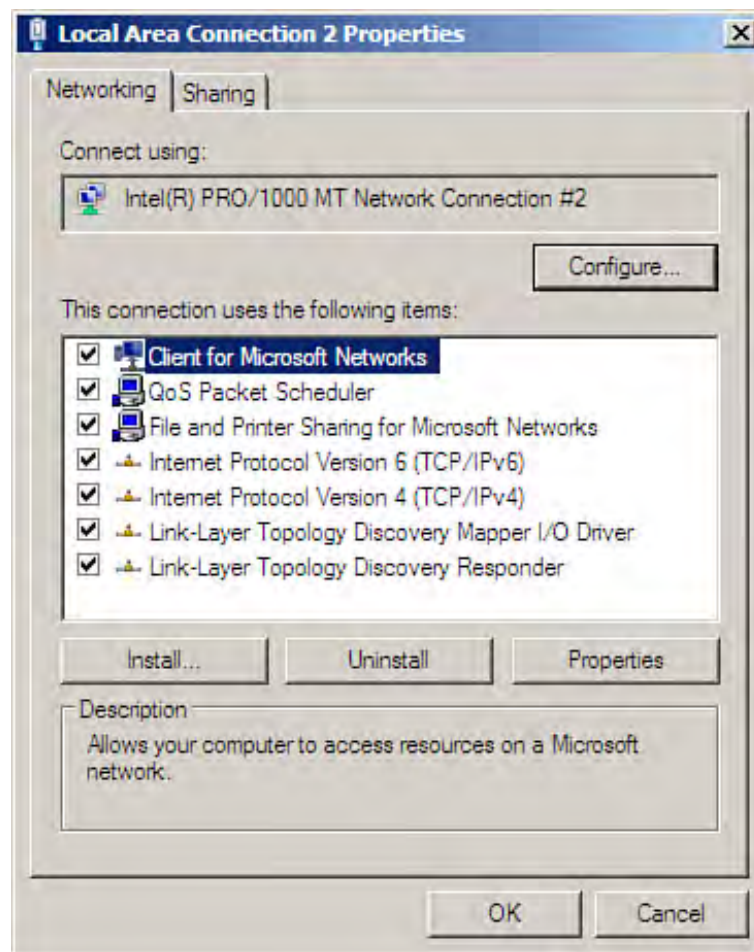 Local Area Connection 2 Properties
Networking
Sharing
Connect using:
Intel(R) PRO/1000 MT Network Connection #2
Configure...
This connection uses the following items:
Client for Microsoft Networks
QoS Packet Scheduler
File and Printer Sharing for Microsoft Networks
Internet Protocol Version 6 (TCP/IPv6)
Internet Protocol Version 4 (TCP/IPv4)
Link-Layer Topology Discovery Mapper I/O Driver
Link-Layer Topology Discovery Responder
Install...
Uninstall
Properties
Description
Allows your computer to access resources on a Microsoft
network.
OK
Cancel